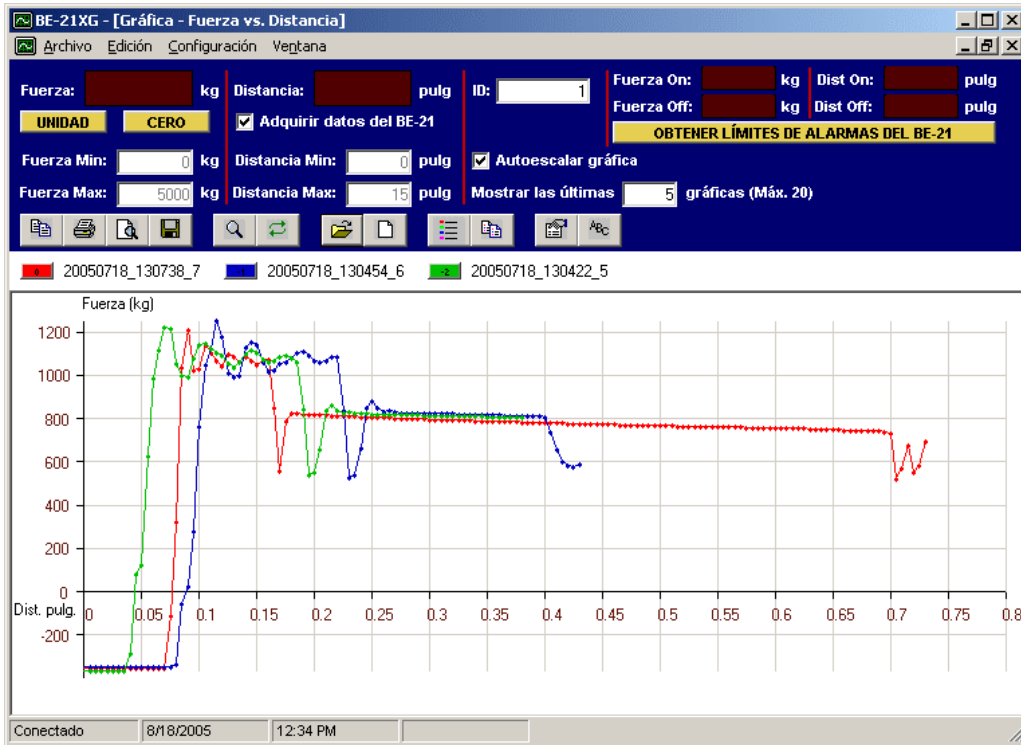 BE-21XG - [Gráfica - Fuerza vs. Distancia]
Archivo Edición Configuración Ventana
Fuerza: kg Distancia: pulg ID: 1 Fuerza On: kg Dist On: pulg
Fuerza Off: kg Dist Off: pulg
UNIDAD CERO Adquirir datos del BE-21 OBTENER LÍMITES DE ALARMAS DEL BE-21
Fuerza Min: 0 kg Distancia Min: 0 pulg Autoescalar gráfica
Fuerza Max: 5000 kg Distancia Max: 15 pulg Mostrar las últimas 5 gráficas (Máx. 20)
ABC
0 20050718_130738_7 -1 20050718_130454_6 -2 20050718_130422_5
Fuerza (kg)
1200
1000
800
600
400
200
0
Dist. pulg. 0 0.05 0.1 0.15 0.2 0.25 0.3 0.35 0.4 0.45 0.5 0.55 0.6 0.65 0.7 0.75 0.8
-200
Conectado 8/18/2005 12:34 PM